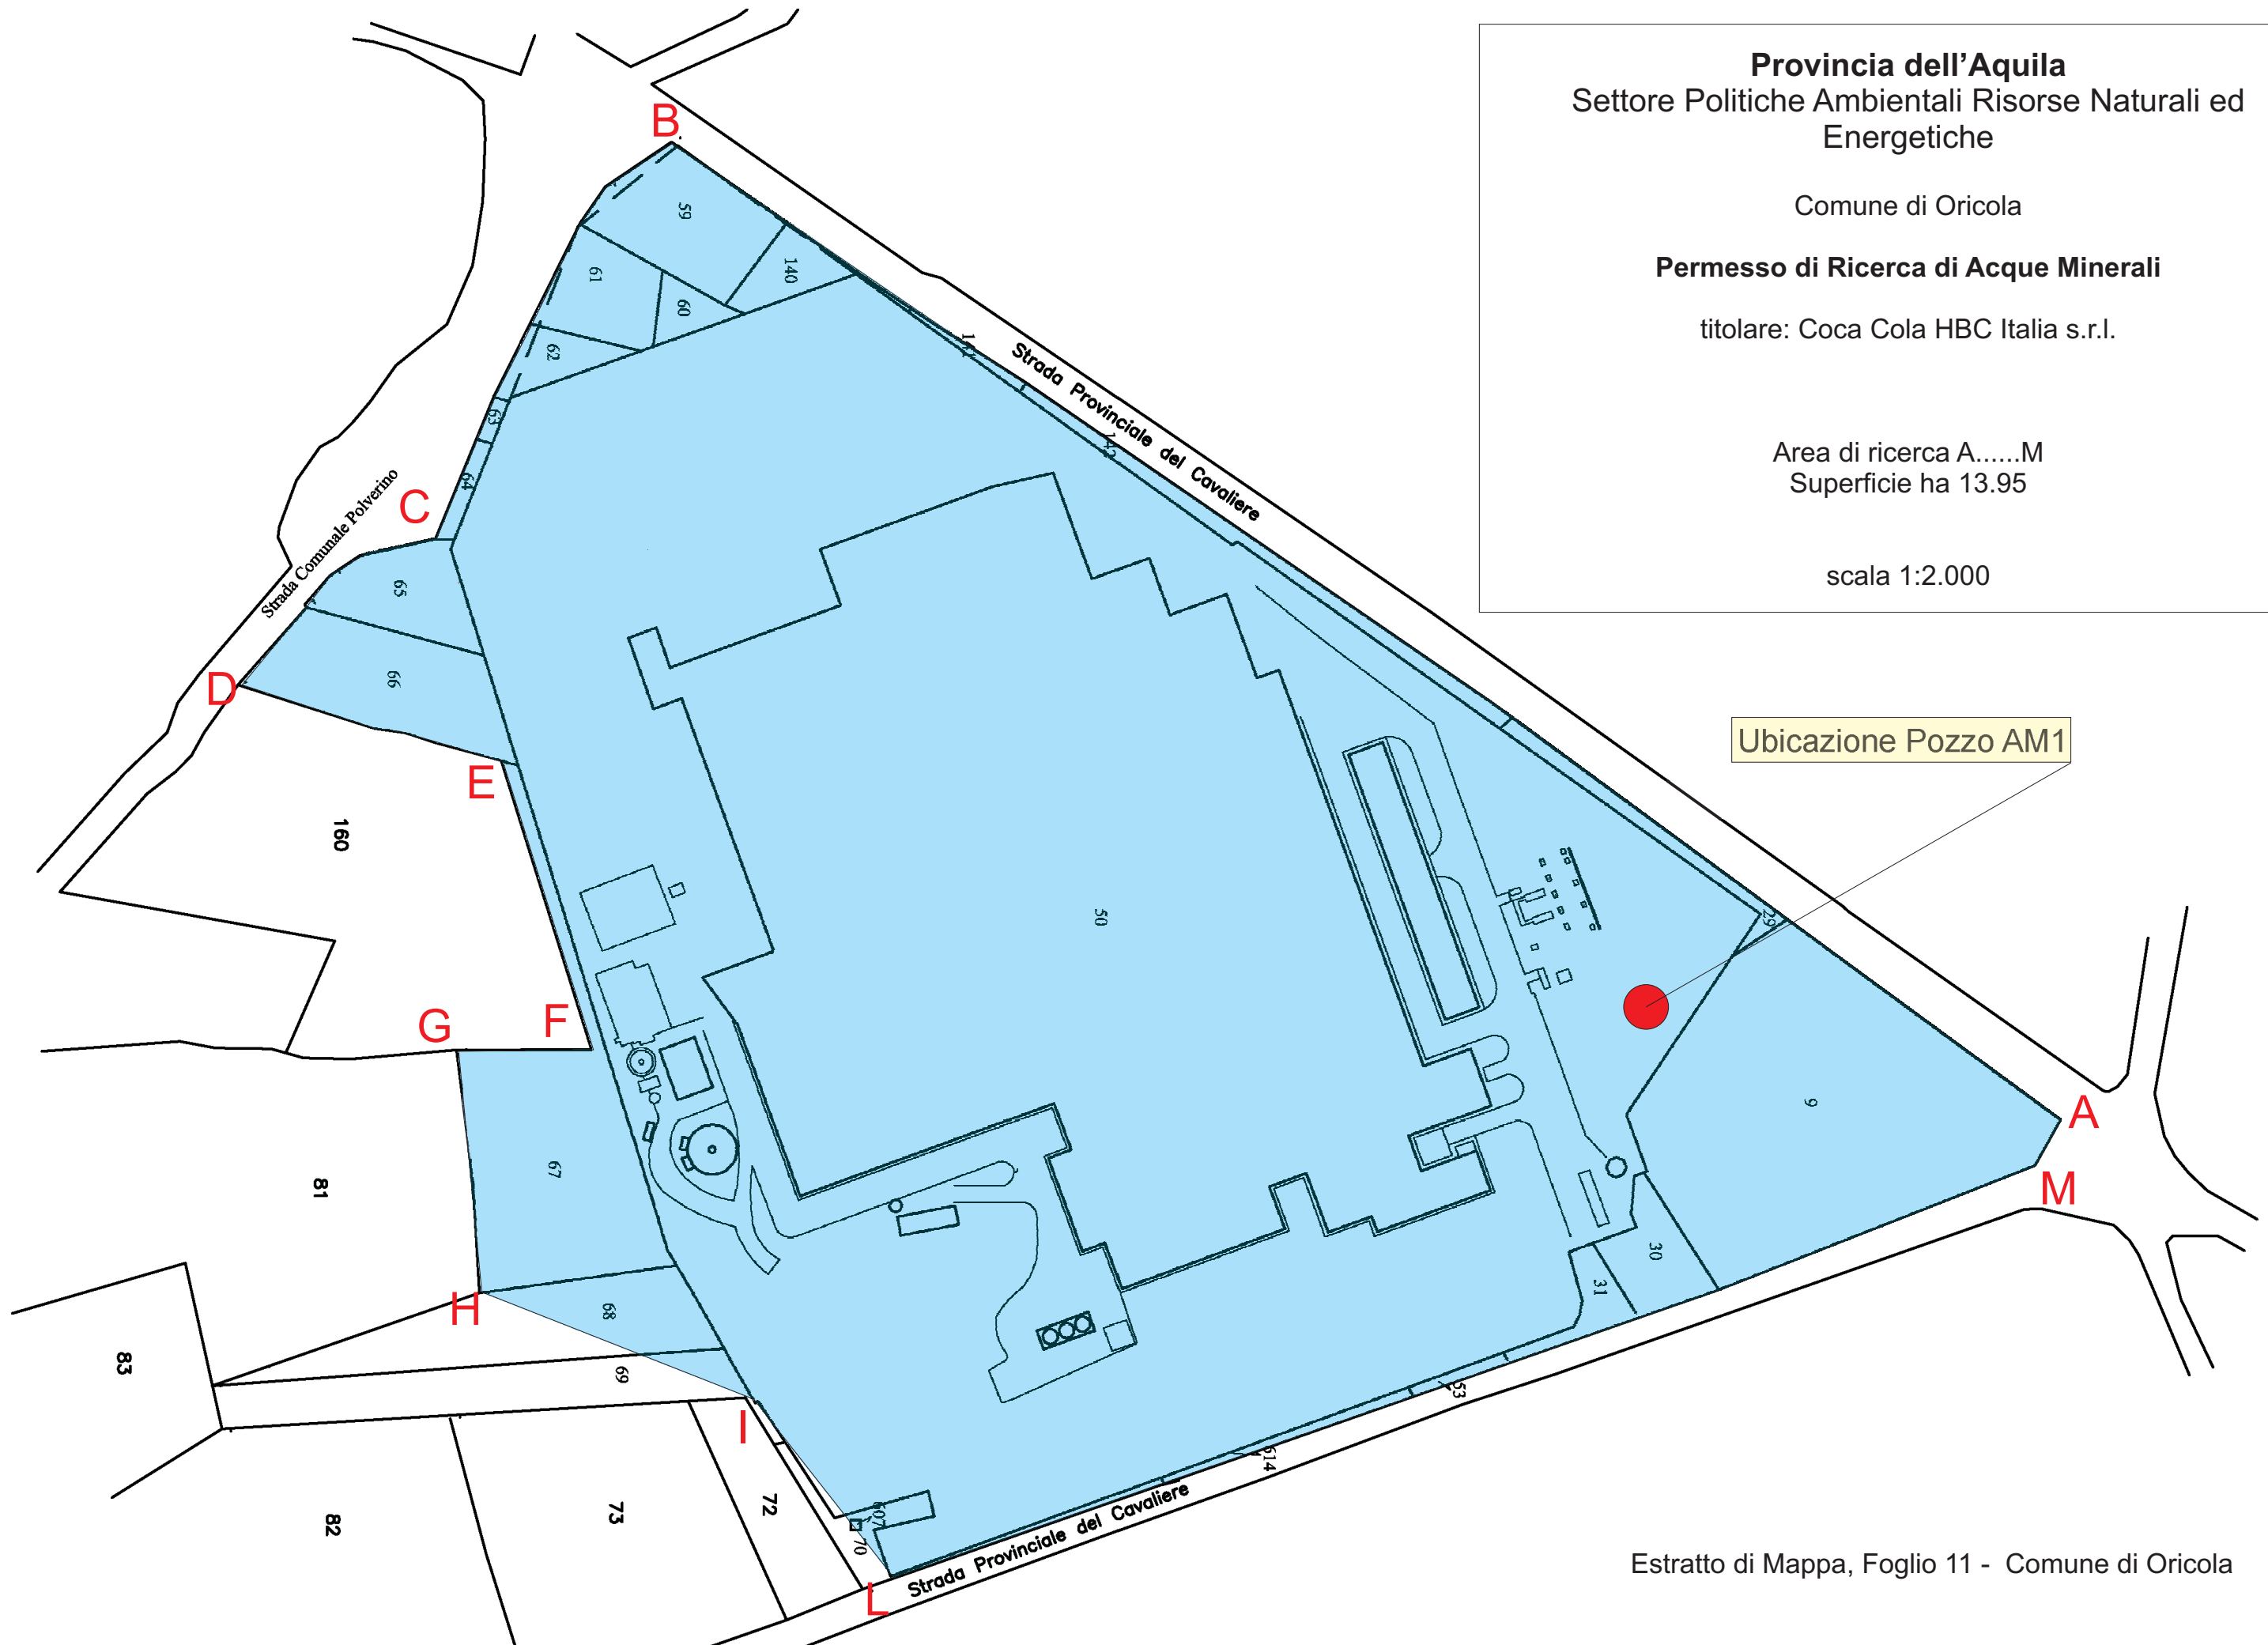 Provincia dell’Aquila
Settore Politiche Ambientali Risorse Naturali ed
Energetiche
Comune di Oricola
Permesso di Ricerca di Acque Minerali
titolare: Coca Cola HBC Italia s.r.l.
Area di ricerca A......M
Superficie ha 13.95
scala 1:2.000
B
59
140
61
60
62
63
64
Strada Provinciale del Cavaliere
142
C
Strada Comunale Polverino
65
66
D
E
Ubicazione Pozzo AM1
160
50
29
G
F
9
A
M
67
81
30
31
H
68
69
83
53
I
614
72
73
82
607
70
L
Strada Provinciale del Cavaliere
Estratto di Mappa, Foglio 11 - Comune di Oricola